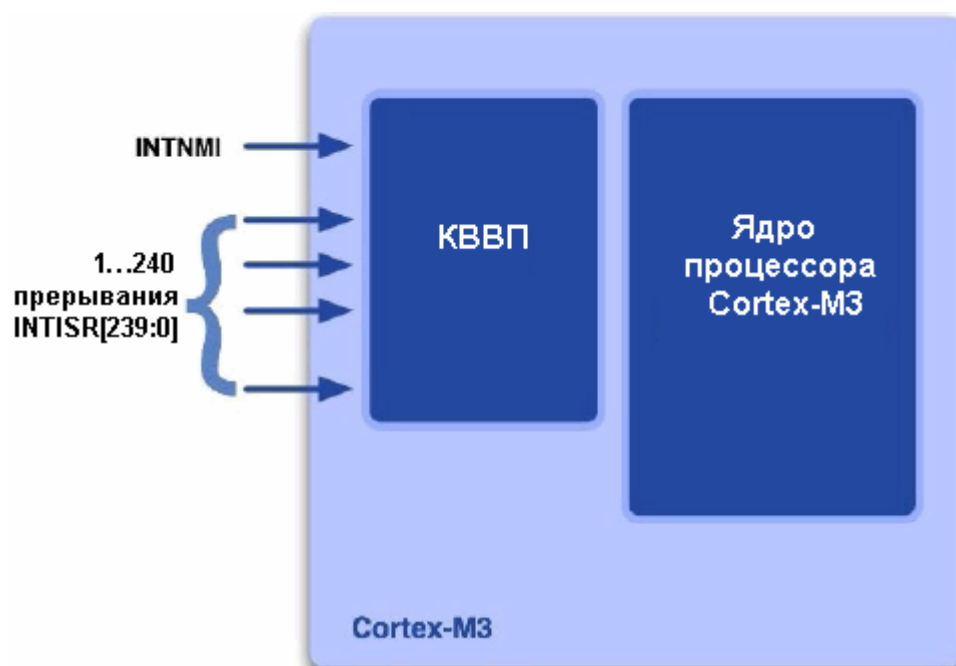 INTNMI
1...240
прерывания
INTISR[239:0]
КВВП
Ядро
процессора
Cortex-M3
Cortex-M3